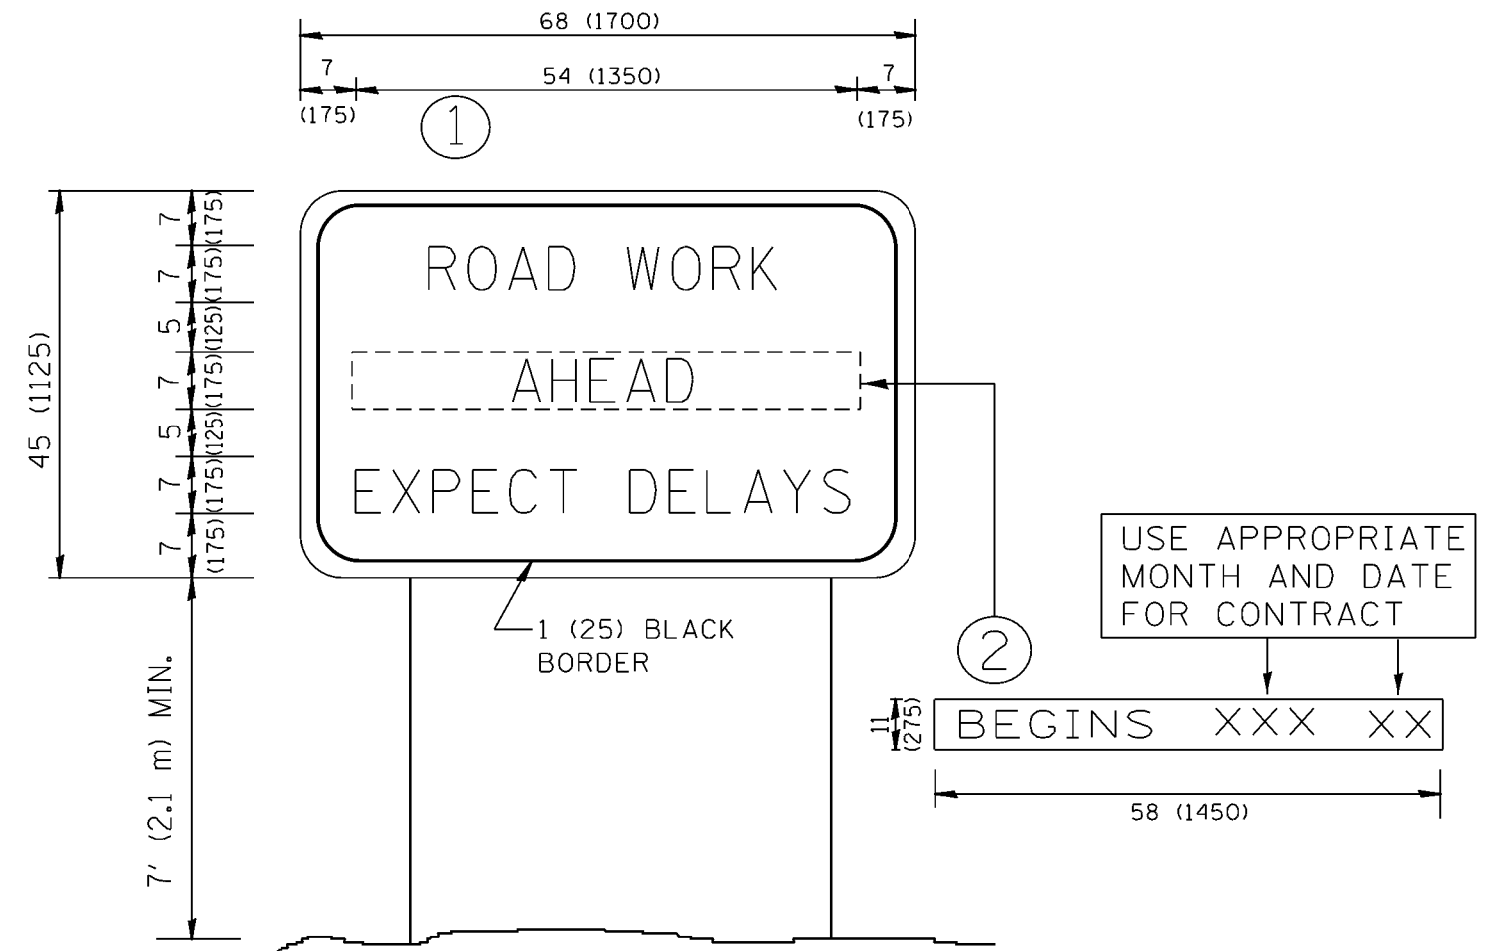 68 (1700)
7
54 (1350)
7
(175)
(175)
1
7
(175)
7
(175)
5
(125)
7
(175)
5
(125)
7
(175)
7
(175)
45 (1125)
ROAD WORK
AHEAD
EXPECT DELAYS
1 (25) BLACK
BORDER
7' (2.1 m) MIN.
2
USE APPROPRIATE
MONTH AND DATE
FOR CONTRACT
11
(275)
BEGINS XXX XX
58 (1450)